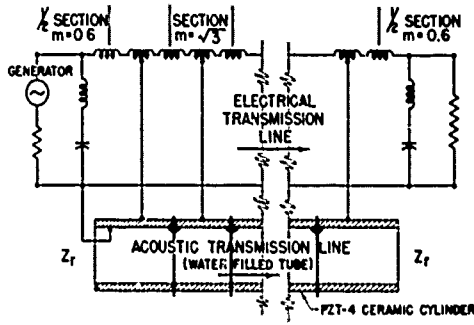 ½ SECTION
m=0.6
SECTION
m=√3
½ SECTION
m=0.6
GENERATOR
ELECTRICAL
TRANSMISSION
LINE
Zr
ACOUSTIC TRANSMISSION LINE
(WATER FILLED TUBE)
Zr
PZT-4 CERAMIC CYLINDER